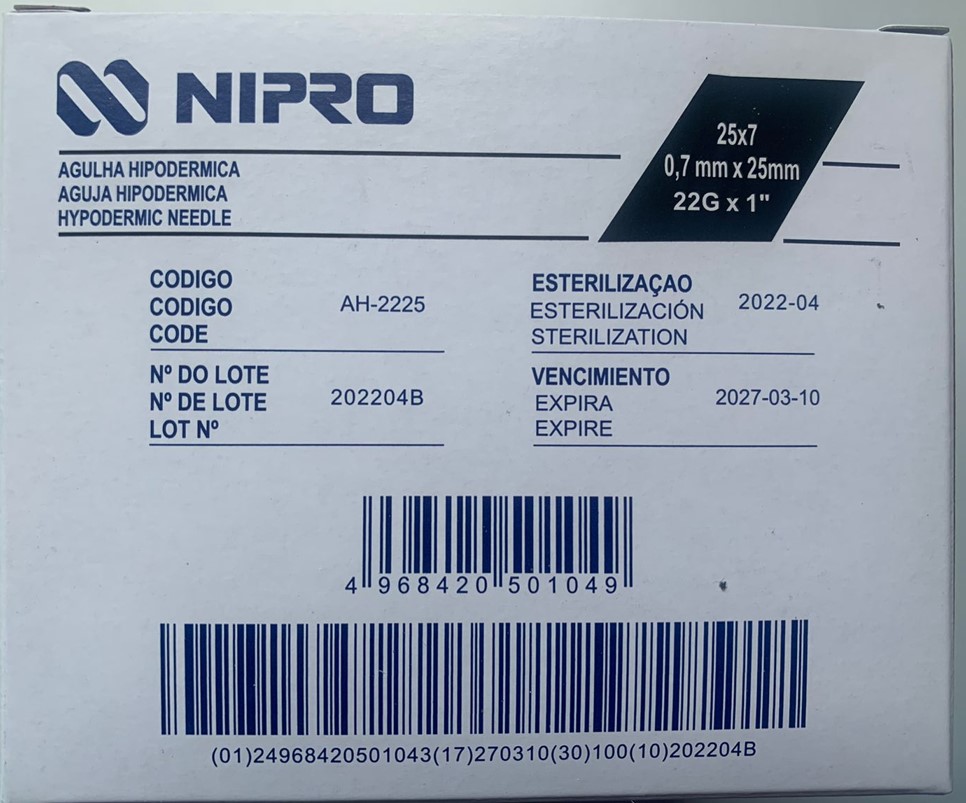 NIPRO
AGULHA HIPODERMICA
AGUJA HIPODERMICA
HYPODERMIC NEEDLE
25x7
0,7 mm x 25mm
22G x 1"
CODIGO
CODIGO
CODE
AH-2225
ESTERILIZAÇAO
ESTERILIZACIÓN
STERILIZATION
2022-04
Nº DO LOTE
Nº DE LOTE
LOT Nº
202204B
VENCIMIENTO
EXPIRA
EXPIRE
2027-03-10
4 968420 501049
(01)24968420501043(17)270310(30)100(10)202204B